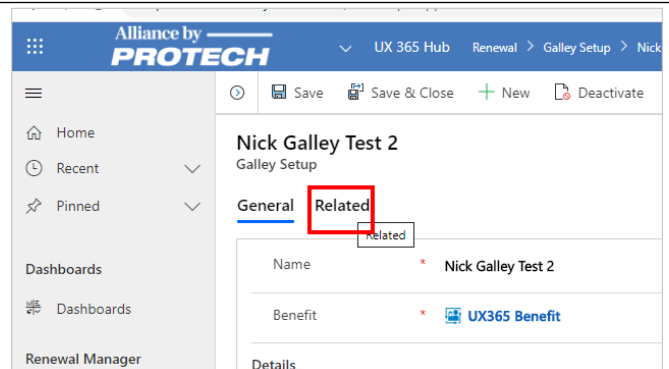 Alliance by
PROTECH
UX 365 Hub Renewal > Galley Setup > Nick
Save Save & Close New Deactivate
Home
Recent
Pinned
Nick Galley Test 2
Galley Setup
General Related
Related
Name * Nick Galley Test 2
Dashboards
Dashboards
Benefit * UX365 Benefit
Renewal Manager
Details